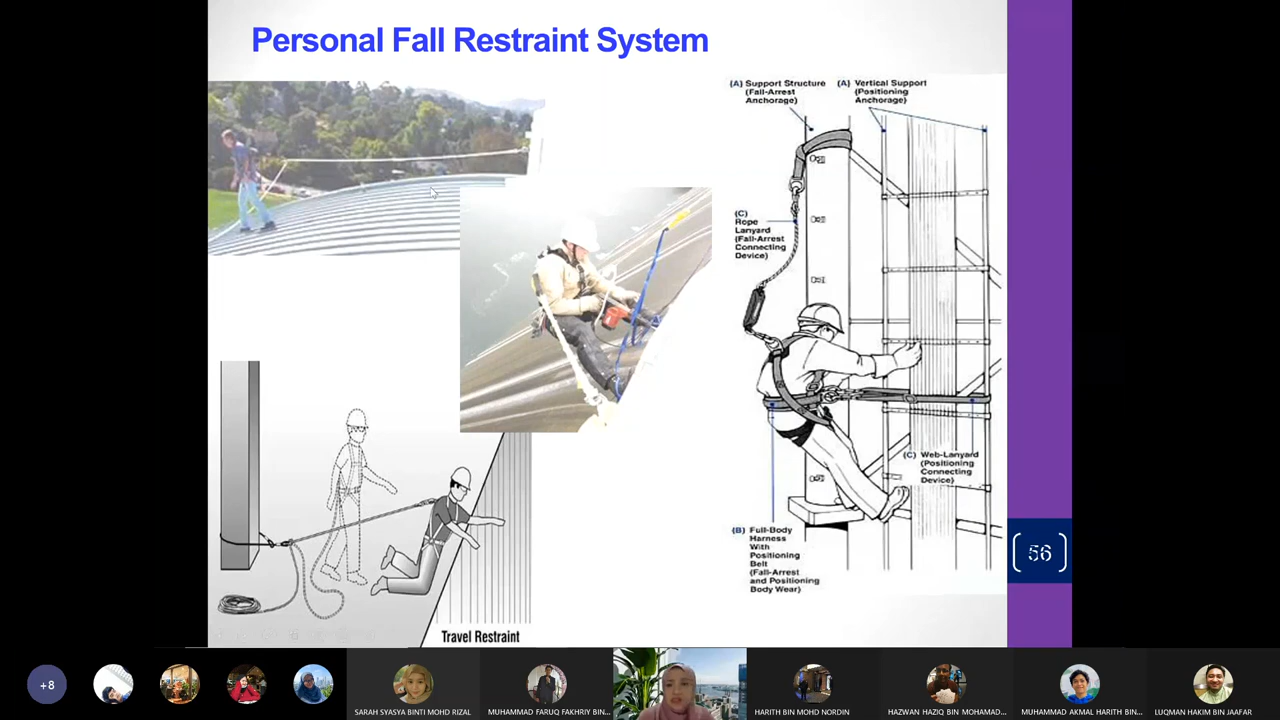 Personal Fall Restraint System
(A) Support Structure
(Fall-Arrest
Anchorage)
(A) Vertical Support
(Positioning
Anchorage)
(C)
Rope
Lanyard
(Fall-Arrest
Connecting
Device)
(C) Web-Lanyard
(Positioning
Connecting
Device)
(B) Full-Body
Harness
With
Positioning
Belt
(Fall-Arrest
and Positioning
Body Wear)
56
Travel Restraint
+8
SARAH SYASYA BINTI MOHD RIZAL
MUHAMMAD FARUQ FAKHRIY BIN...
HARITH BIN MOHD NORDIN
HAZWAN HAZIQ BIN MOHAMAD...
MUHAMMAD AKMAL HARITH BIN...
LUQMAN HAKIM BIN JAAFAR